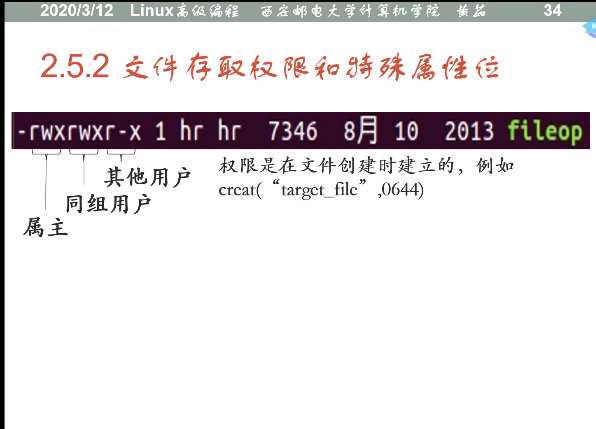 2020/3/12 Linux高级编程 西安邮电大学计算机学院 黄茹 34
2.5.2 文件存取权限和特殊属性位
-rwxrwxr-x 1 hr hr 7346 8月 10 2013 fileop
其他用户
同组用户
属主
权限是在文件创建时建立的，例如
creat(“target_file”,0644)